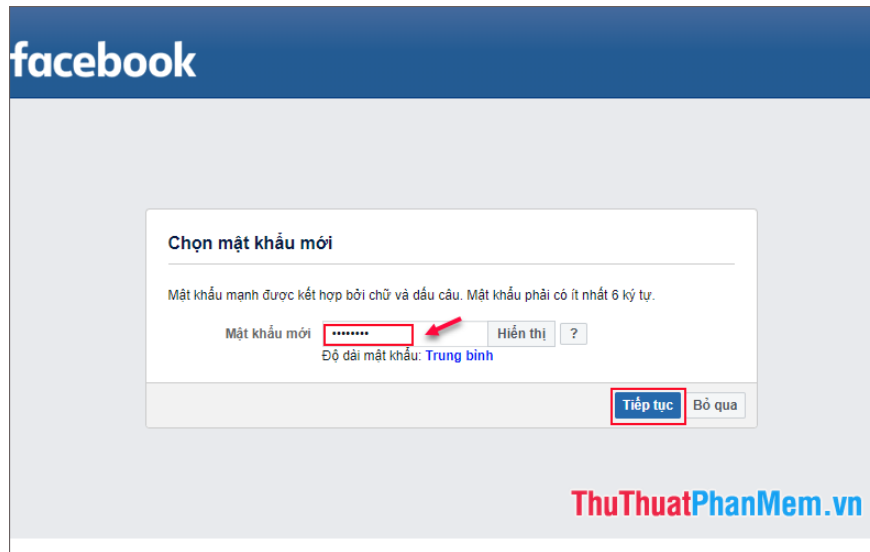 facebook
Chọn mật khẩu mới
Mật khẩu mạnh được kết hợp bởi chữ và dấu câu. Mật khẩu phải có ít nhất 6 ký tự.
Mật khẩu mới •••••••• Hiển thị ?
Độ dài mật khẩu: Trung bình
Tiếp tục Bỏ qua
ThuThuatPhanMem.vn